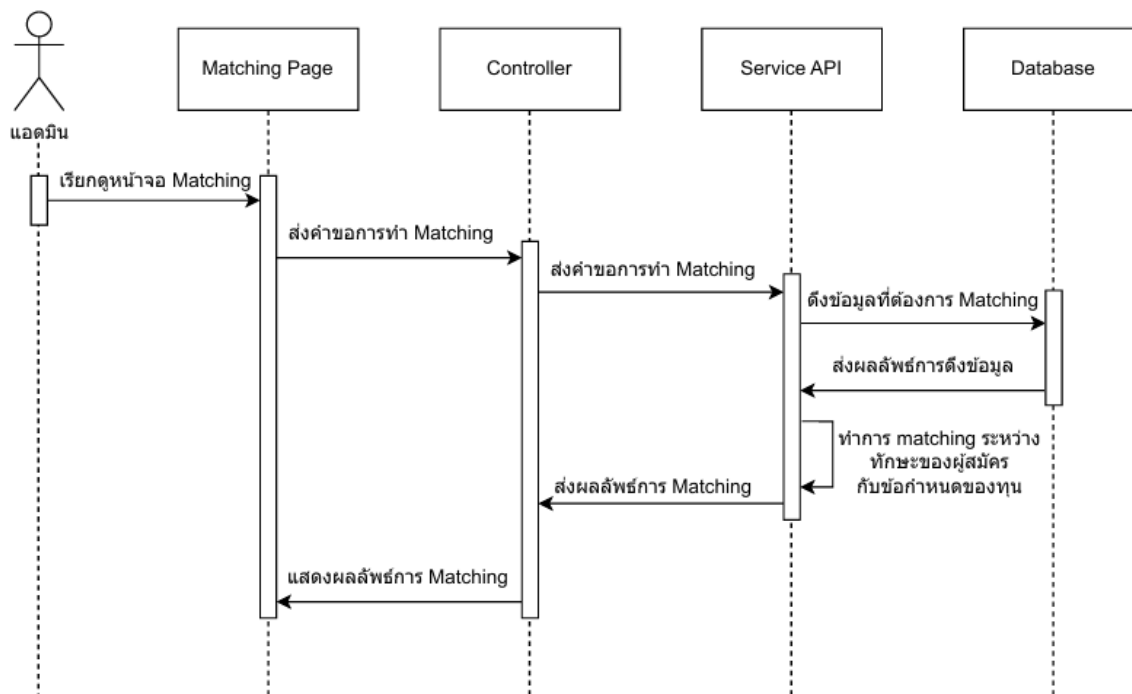 Matching Page
Controller
Service API
Database
แอดมิน
เรียกดูหน้าจอ Matching
ส่งคำขอการทำ Matching
ส่งคำขอการทำ Matching
ดึงข้อมูลที่ต้องการ Matching
ส่งผลลัพธ์การดึงข้อมูล
ทำการ matching ระหว่าง
ทักษะของผู้สมัคร
กับข้อกำหนดของทุน
ส่งผลลัพธ์การ Matching
แสดงผลลัพธ์การ Matching